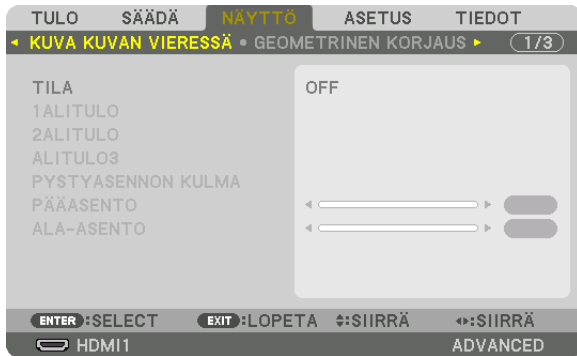 TULO SÄÄDÄ NÄYTTÖ ASETUS TIEDOT
KUVA KUVAN VIERESSÄ • GEOMETRINEN KORJAUS 1/3
TILA OFF
1ALITULO
2ALITULO
ALITULO3
PYSTYASENNON KULMA
PÄÄASENTO
ALA-ASENTO
ENTER :SELECT EXIT :LOPETA :SIIRRÄ :SIIRRÄ
HDMI1 ADVANCED